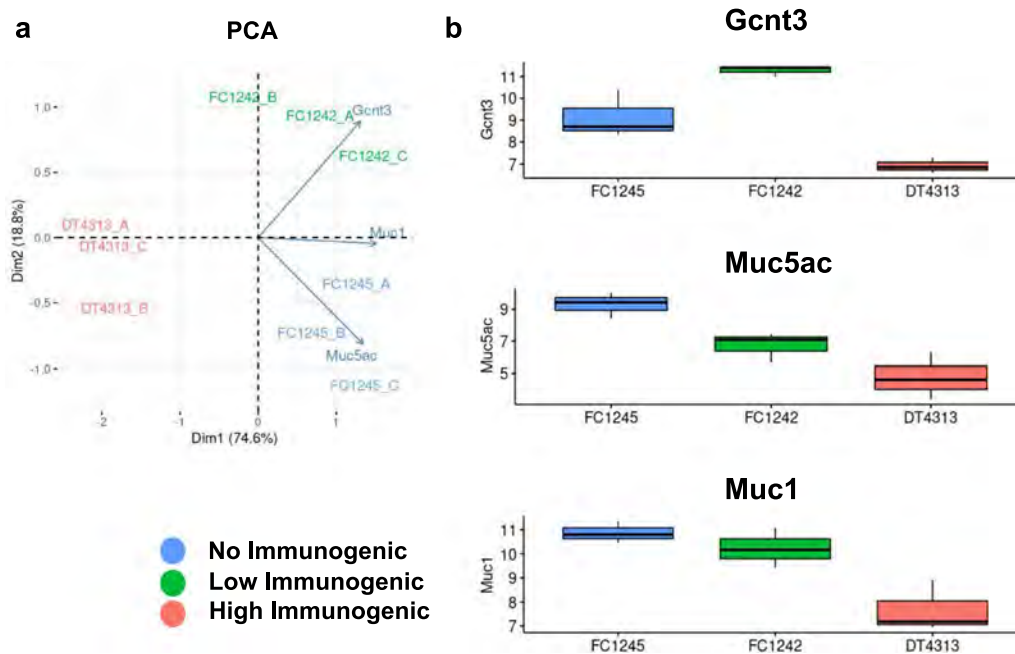 a
PCA
FC1242_B
FC1242_A
Gcnt3
FC1242_C
DT4313_A
DT4313_C
Muc1
FC1245_A
DT4313_B
FC1245_B
Muc5ac
FC1245_C
1.0
0.5
0.0
-0.5
-1.0
Dim2 (18.8%)
-2
-1
0
1
Dim1 (74.6%)
No Immunogenic
Low Immunogenic
High Immunogenic
b
Gcnt3
11
10
9
8
7
Gcnt3
FC1245
FC1242
DT4313
Muc5ac
9
7
5
Muc5ac
FC1245
FC1242
DT4313
Muc1
11
10
9
8
7
Muc1
FC1245
FC1242
DT4313